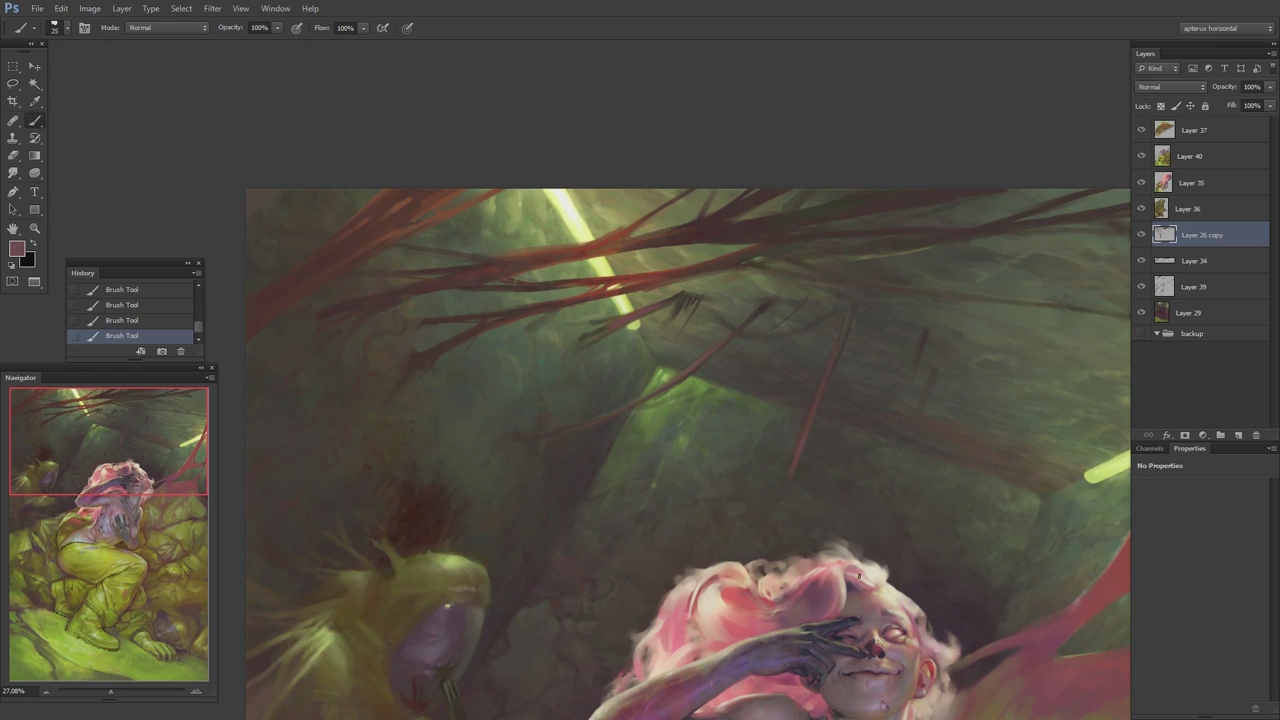 Ps File Edit Image Layer Type Select Filter View Window Help
25 Mode: Normal Opacity: 100% Flow: 100% apterus horizontal
Layers
Kind T
Normal Opacity: 100%
Lock: Fill: 100%
Layer 37
Layer 40
Layer 35
Layer 36
Layer 26 copy
Layer 34
Layer 39
Layer 29
backup
fx
Channels Properties
No Properties
T
History
Brush Tool
Brush Tool
Brush Tool
Brush Tool
Navigator
27.08%